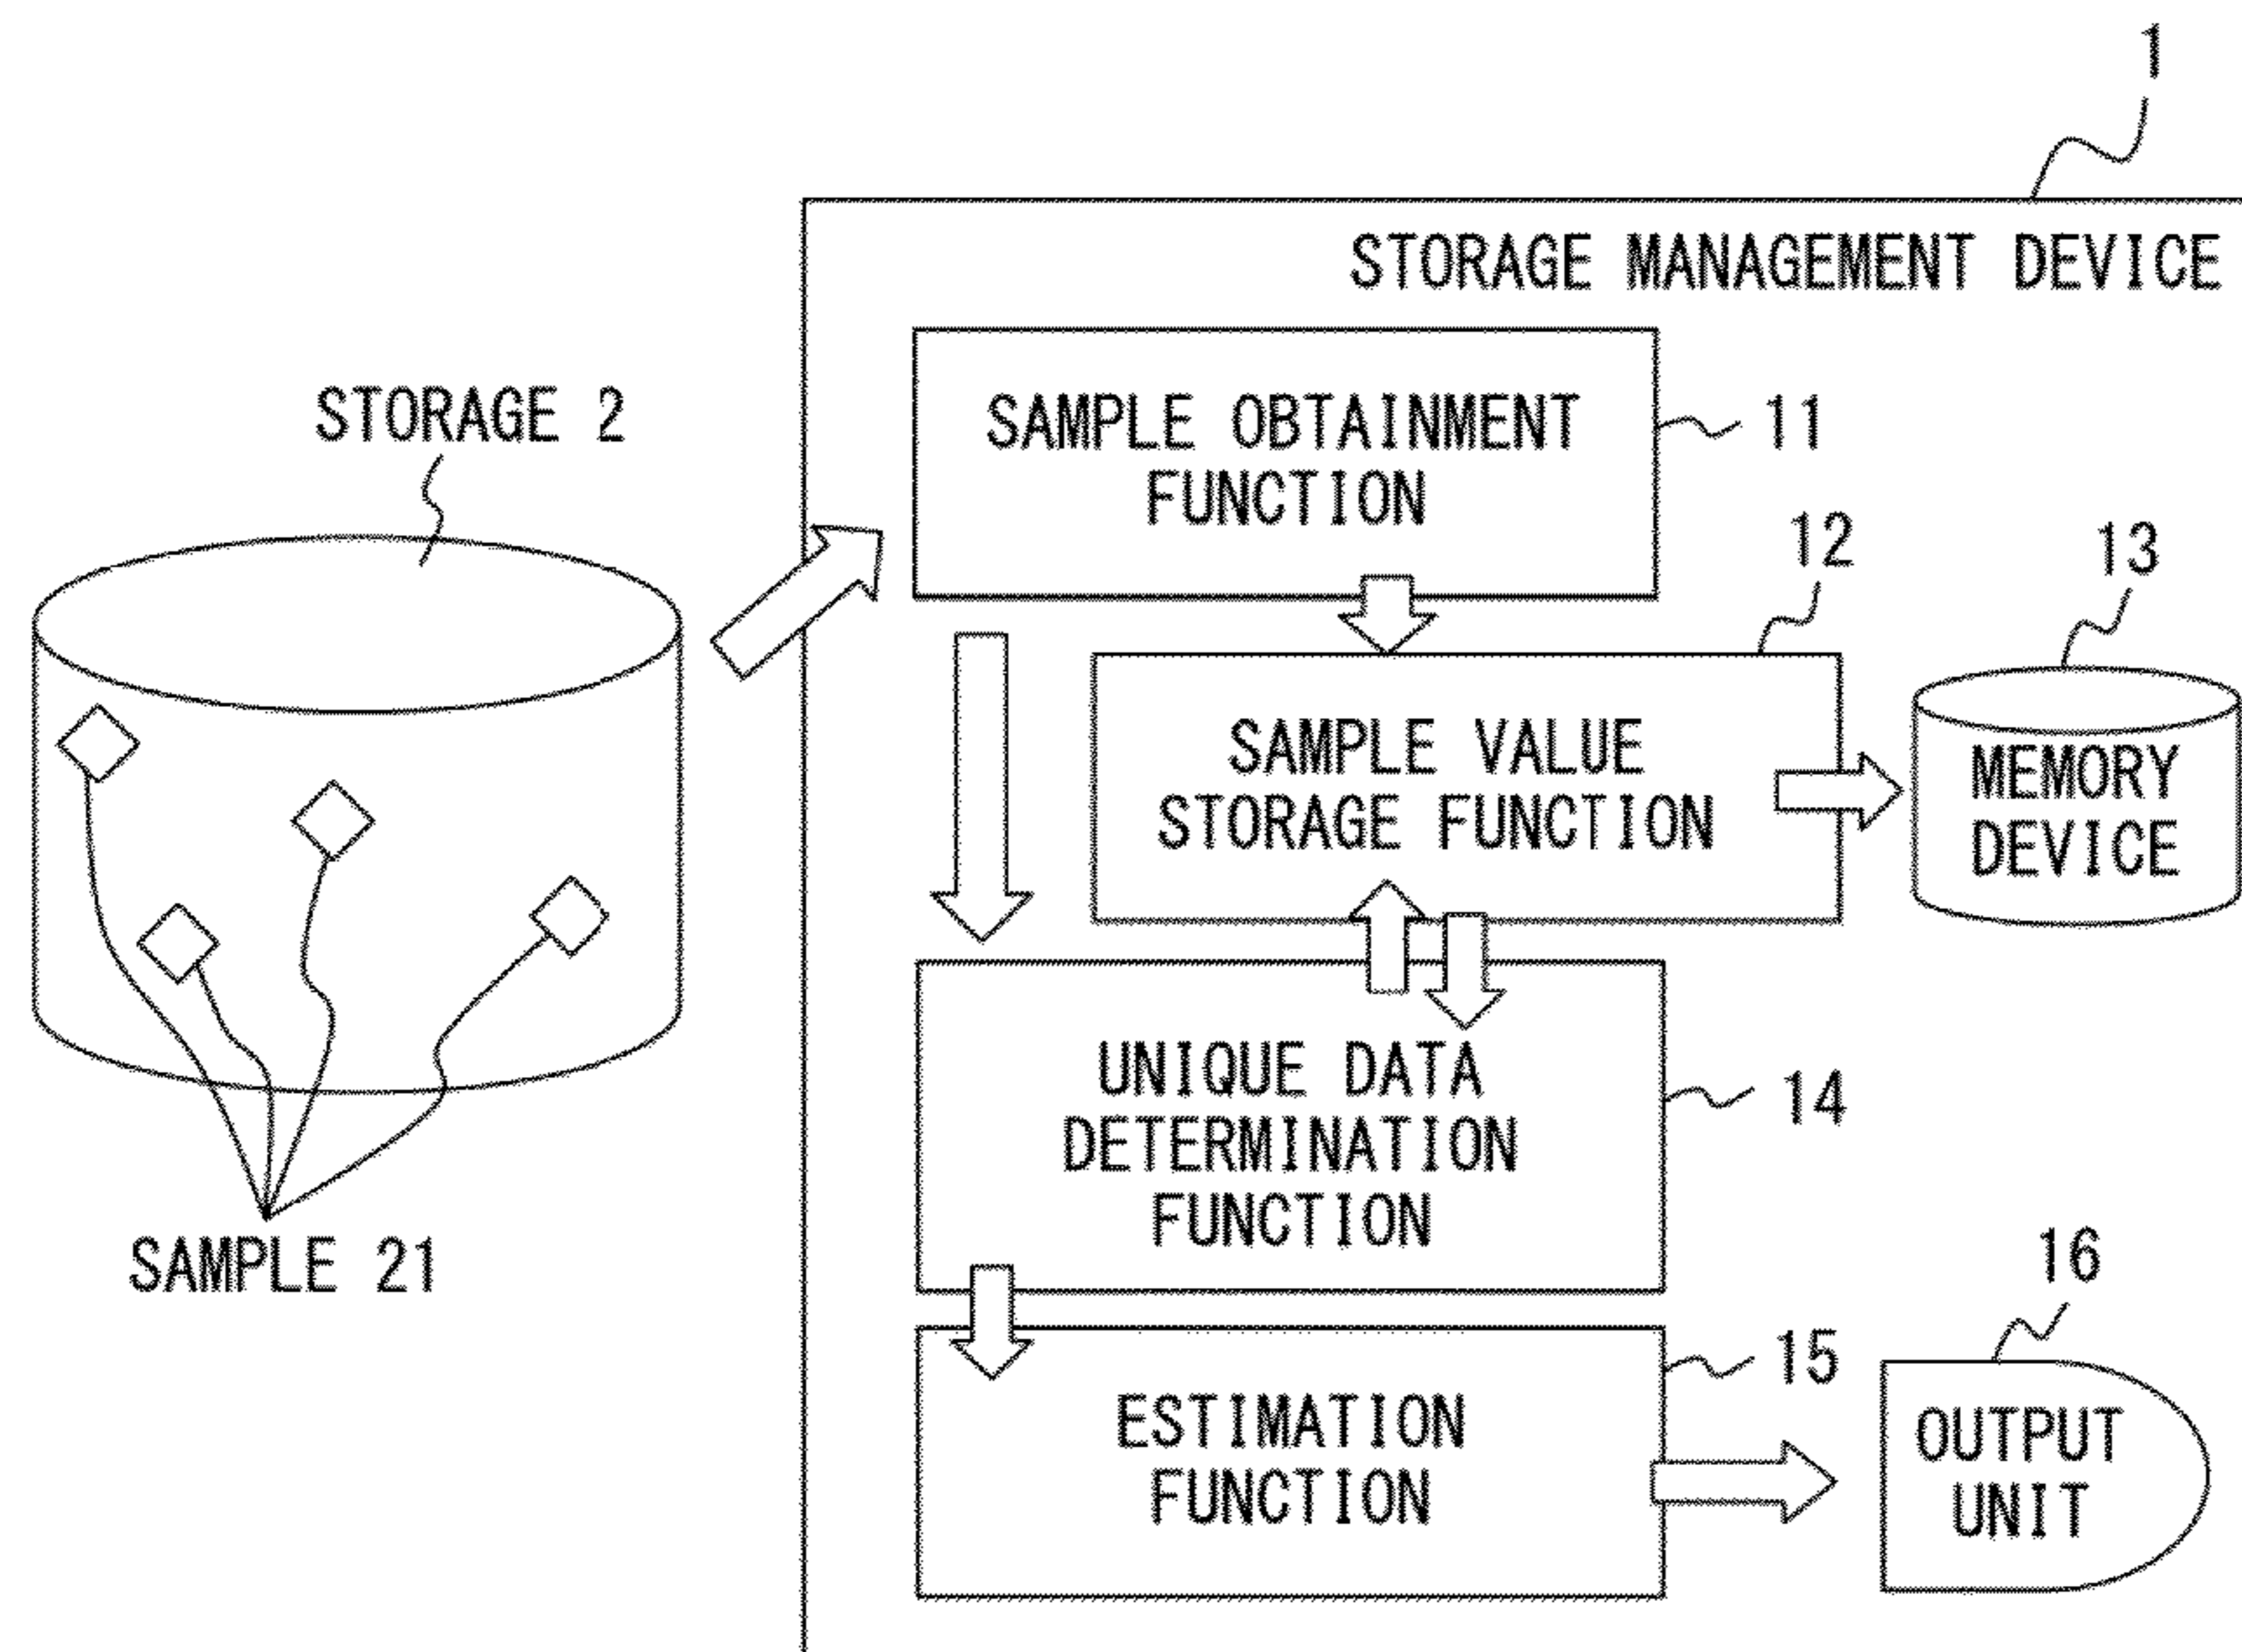 1
STORAGE MANAGEMENT DEVICE
STORAGE 2
SAMPLE OBTAINMENT
FUNCTION
11
12
13
SAMPLE VALUE
STORAGE FUNCTION
MEMORY
DEVICE
UNIQUE DATA
DETERMINATION
FUNCTION
14
SAMPLE 21
16
15
ESTIMATION
FUNCTION
OUTPUT
UNIT